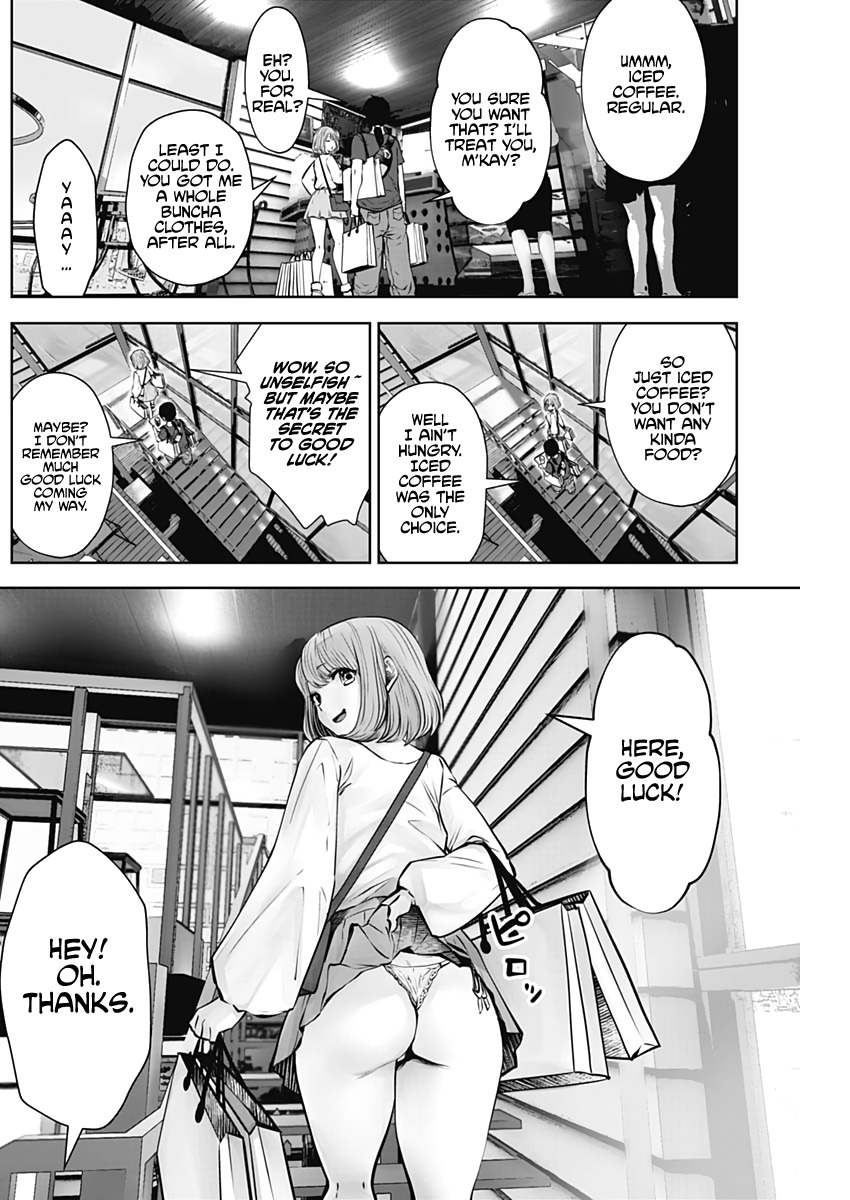 UMMM,
ICED
COFFEE.
REGULAR.
YOU SURE
YOU WANT
THAT? I'LL
TREAT YOU,
M'KAY?
EH?
YOU. FOR
REAL?
LEAST I
COULD DO.
YOU GOT ME
A WHOLE
BUNCHA
CLOTHES,
AFTER ALL.
YAAAY...
SO
JUST ICED
COFFEE?
YOU DON'T
WANT ANY
KINDA
FOOD?
WELL
I AIN'T
HUNGRY.
ICED
COFFEE
WAS THE
ONLY
CHOICE.
WOW. SO
UNSELFISH ~
BUT MAYBE
THAT'S THE
SECRET
TO GOOD
LUCK!
MAYBE?
I DON'T
REMEMBER
MUCH
GOOD LUCK
COMING
MY WAY.
HERE,
GOOD
LUCK!
ピロッ
HEY!
OH.
THANKS.